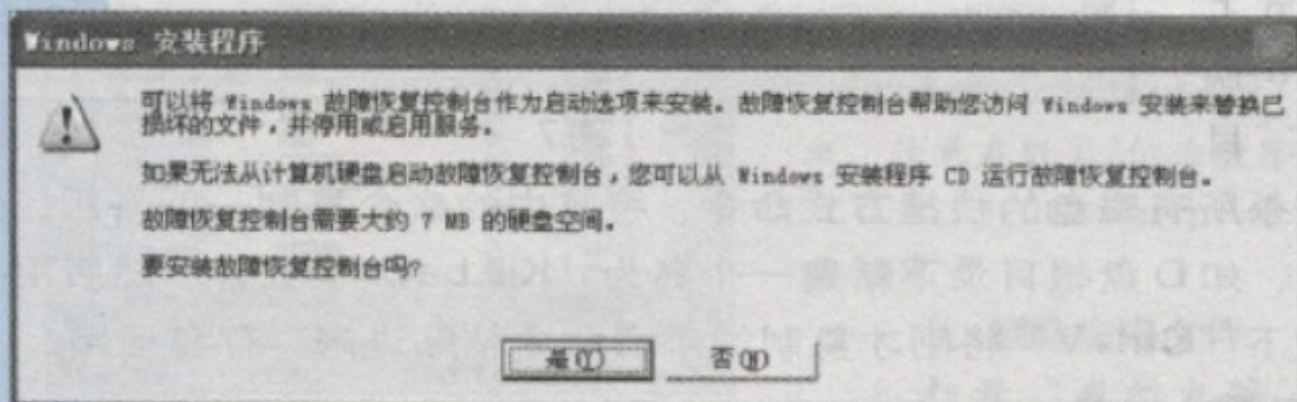 Windows 安装程序
可以将 Windows 故障恢复控制台作为启动选项来安装。故障恢复控制台帮助您访问 Windows 安装来替换已
损坏的文件，并停用或启用服务。
如果无法从计算机硬盘启动故障恢复控制台，您可以从 Windows 安装程序 CD 运行故障恢复控制台。
故障恢复控制台需要大约 7 MB 的硬盘空间。
要安装故障恢复控制台吗?
是(Y) 否(N)